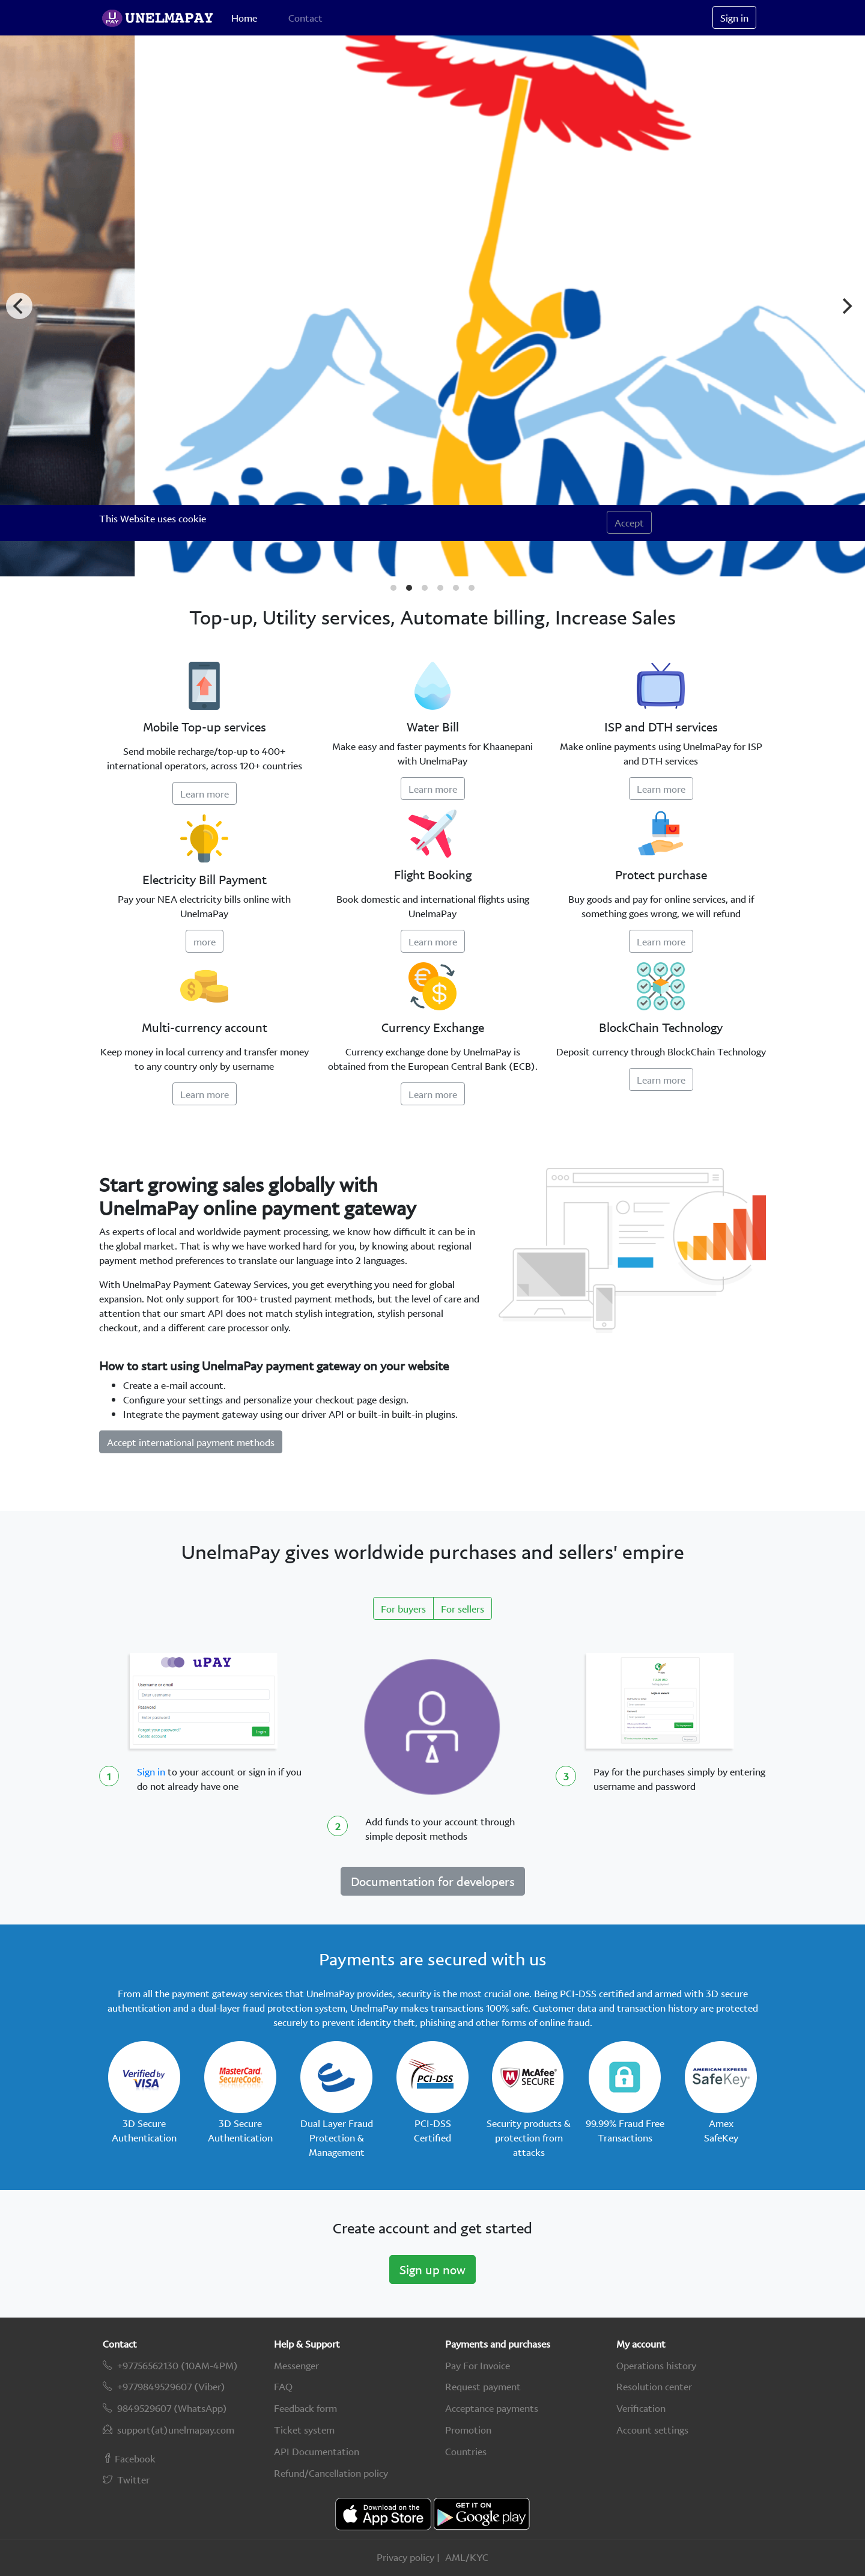 UNELMAPAY
Home
Contact
Sign in
visit Nepa
This Website uses cookie
Accept
Top-up, Utility services, Automate billing, Increase Sales
Mobile Top-up services
Send mobile recharge/top-up to 400+
international operators, across 120+ countries
Learn more
Water Bill
Make easy and faster payments for Khaanepani
with UnelmaPay
Learn more
ISP and DTH services
Make online payments using UnelmaPay for ISP
and DTH services
Learn more
Electricity Bill Payment
Pay your NEA electricity bills online with
UnelmaPay
more
Flight Booking
Book domestic and international flights using
UnelmaPay
Learn more
Protect purchase
Buy goods and pay for online services, and if
something goes wrong, we will refund
Learn more
Multi-currency account
Keep money in local currency and transfer money
to any country only by username
Learn more
Currency Exchange
Currency exchange done by UnelmaPay is
obtained from the European Central Bank (ECB).
Learn more
BlockChain Technology
Deposit currency through BlockChain Technology
Learn more
Start growing sales globally with
UnelmaPay online payment gateway
As experts of local and worldwide payment processing, we know how difficult it can be in
the global market. That is why we have worked hard for you, by knowing about regional
payment method preferences to translate our language into 2 languages.
With UnelmaPay Payment Gateway Services, you get everything you need for global
expansion. Not only support for 100+ trusted payment methods, but the level of care and
attention that our smart API does not match stylish integration, stylish personal
checkout, and a different care processor only.
How to start using UnelmaPay payment gateway on your website
Create a e-mail account.
Configure your settings and personalize your checkout page design.
Integrate the payment gateway using our driver API or built-in built-in plugins.
Accept international payment methods
UnelmaPay gives worldwide purchases and sellers' empire
For buyers
For sellers
uPAY
Username or email
Enter username
Password
Enter password
Forgot your password?
Create account
Login
1
Sign in to your account or sign in if you
do not already have one
2
Add funds to your account through
simple deposit methods
3
Pay for the purchases simply by entering
username and password
Documentation for developers
Payments are secured with us
From all the payment gateway services that UnelmaPay provides, security is the most crucial one. Being PCI-DSS certified and armed with 3D secure
authentication and a dual-layer fraud protection system, UnelmaPay makes transactions 100% safe. Customer data and transaction history are protected
securely to prevent identity theft, phishing and other forms of online fraud.
Verified by
VISA
3D Secure
Authentication
MasterCard
SecureCode
3D Secure
Authentication
Dual Layer Fraud
Protection &
Management
PCI-DSS
PCI-DSS
Certified
McAfee
SECURE
Security products &
protection from
attacks
99.99% Fraud Free
Transactions
AMERICAN EXPRESS
SafeKey
Amex
SafeKey
Create account and get started
Sign up now
Contact
+97756562130 (10AM-4PM)
+9779849529607 (Viber)
9849529607 (WhatsApp)
support(at)unelmapay.com
Facebook
Twitter
Help & Support
Messenger
FAQ
Feedback form
Ticket system
API Documentation
Refund/Cancellation policy
Payments and purchases
Pay For Invoice
Request payment
Acceptance payments
Promotion
Countries
My account
Operations history
Resolution center
Verification
Account settings
Download on the
App Store
GET IT ON
Google play
Privacy policy | AML/KYC